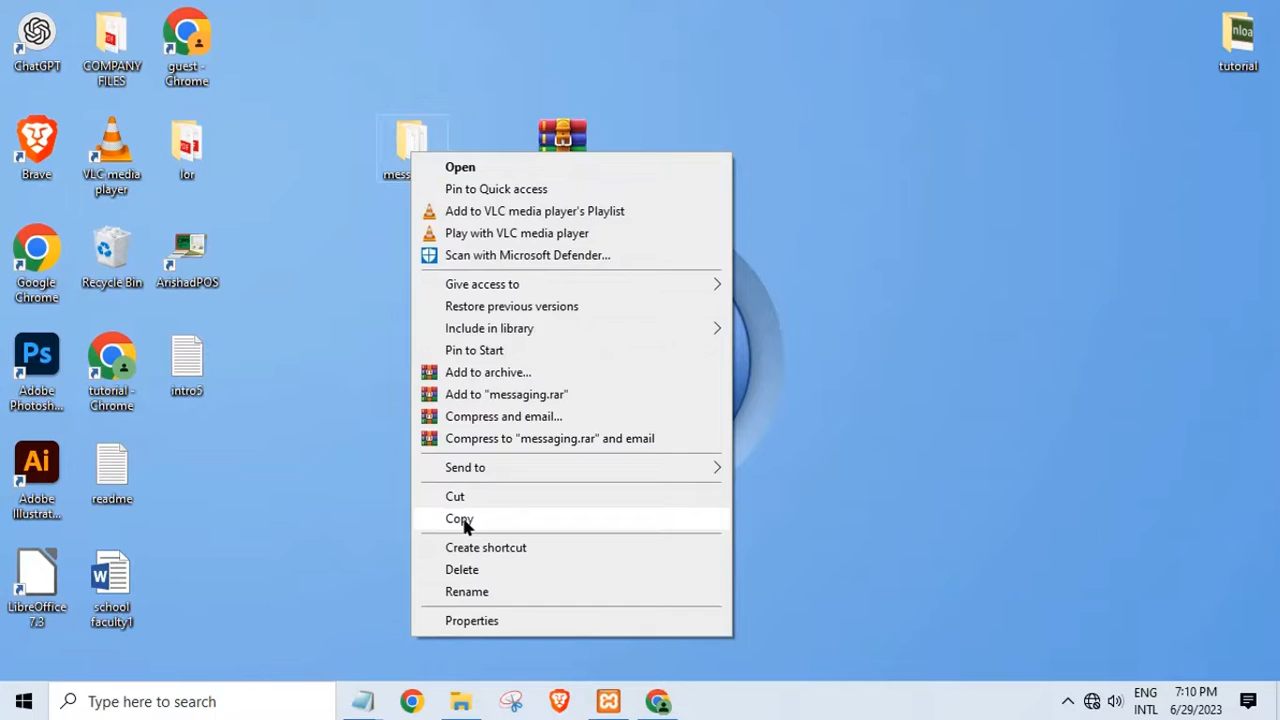 ChatGPT
COMPANY
FILES
guest -
Chrome
nloa
tutorial
Brave
VLC media
player
lor
Google
Chrome
Recycle Bin
ArishadPOS
Ps
Adobe
Photosh...
tutorial -
Chrome
intro5
Ai
Adobe
Illustrat...
readme
LibreOffice
7.3
school
faculty1
Open
Pin to Quick access
Add to VLC media player's Playlist
Play with VLC media player
Scan with Microsoft Defender...
Give access to
Restore previous versions
Include in library
Pin to Start
Add to archive...
Add to "messaging.rar"
Compress and email...
Compress to "messaging.rar" and email
Send to
Cut
Copy
Create shortcut
Delete
Rename
Properties
Type here to search
ENG
INTL
7:10 PM
6/29/2023